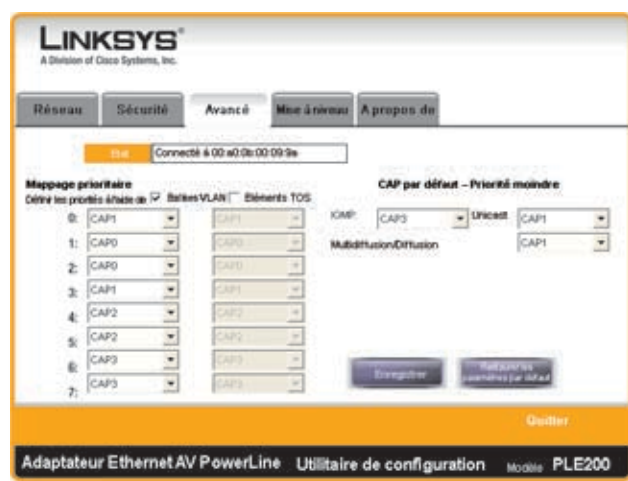 LINKSYS®
A Division of Cisco Systems, Inc.
Réseau Sécurité Avancé Mise à niveau A propos de
Etat Connecté à 00:a0:0b:00:09:9e
Mappage prioritaire
Définir les priorités à l'aide de Balises VLAN Eléments TOS
0: CAP1 CAP1
1: CAP0 CAP0
2: CAP0 CAP0
3: CAP1 CAP1
4: CAP2 CAP2
5: CAP2 CAP2
6: CAP3 CAP3
7: CAP3 CAP3
CAP par défaut – Priorité moindre
IGMP: CAP3 Unicast CAP1
Multidiffusion/Diffusion CAP1
Enregistrer Restaurer les
paramètres par défaut
Quitter
Adaptateur Ethernet AV PowerLine Utilitaire de configuration Modèle PLE200